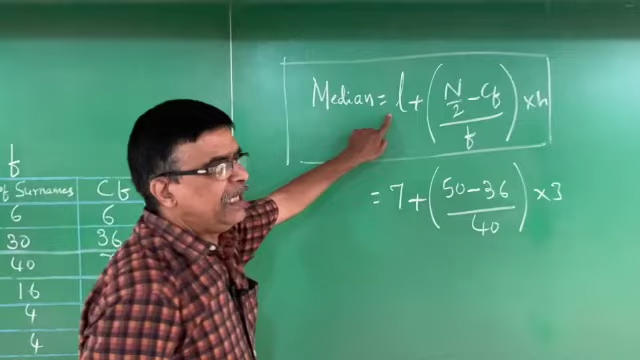 Median = l + (N/2 - Cf / f) × h
= 7 + (50 - 36 / 40) × 3
f
of Surnames Cf
6 6
30 36
40
16
4
4